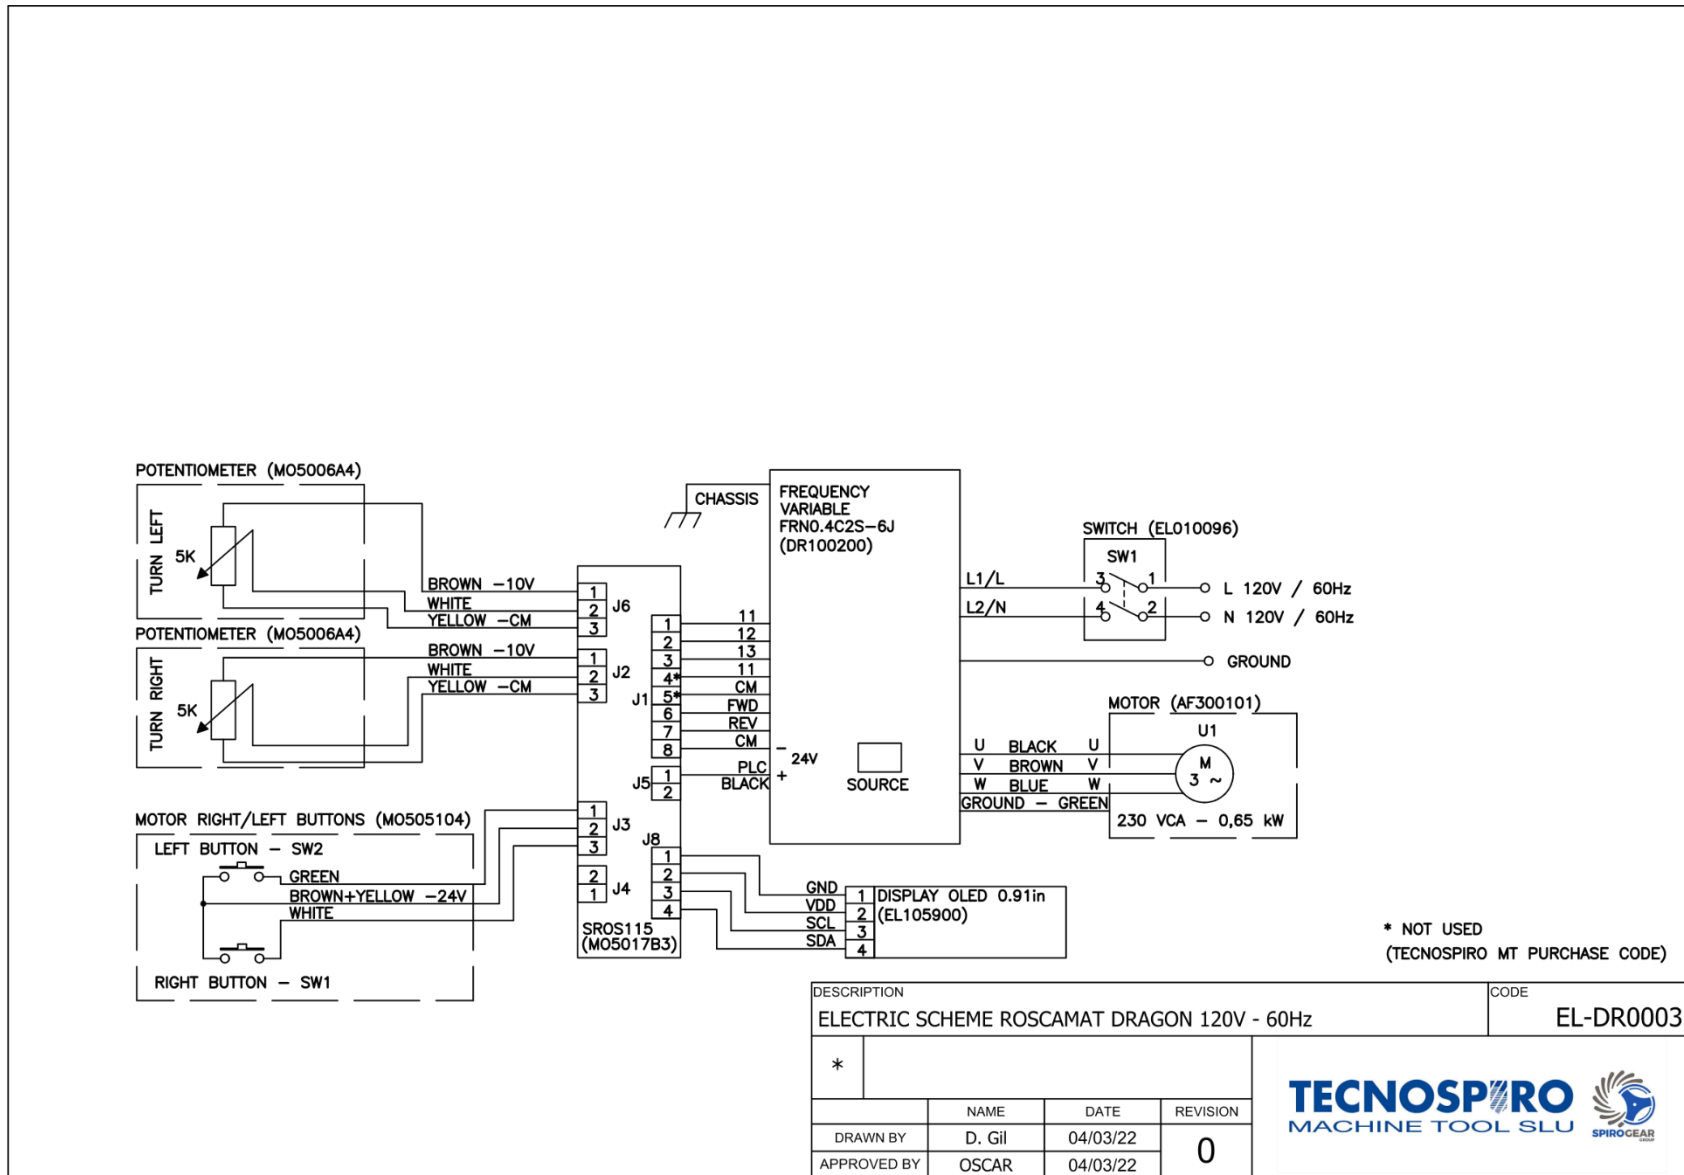 POTENTIOMETER (MO5006A4)
TURN LEFT
5K
BROWN -10V
WHITE
YELLOW -CM
1
2
3
J6
POTENTIOMETER (MO5006A4)
TURN RIGHT
5K
BROWN -10V
WHITE
YELLOW -CM
1
2
3
J2
MOTOR RIGHT/LEFT BUTTONS (MO505104)
LEFT BUTTON - SW2
GREEN
BROWN+YELLOW -24V
WHITE
RIGHT BUTTON - SW1
1
2
3
J3
2
1
J4
SROS115
(MO5017B3)
J1
1
2
3
4*
5*
6
7
8
11
12
13
11
CM
FWD
REV
CM
J5
1
2
PLC
BLACK
J8
1
2
3
4
CHASSIS
FREQUENCY
VARIABLE
FRN0.4C2S-6J
(DR100200)
-
24V
+
SOURCE
GND
VDD
SCL
SDA
1
2
3
4
DISPLAY OLED 0.91in
(EL105900)
L1/L
L2/N
SWITCH (EL010096)
SW1
3 1
4 2
L 120V / 60Hz
N 120V / 60Hz
GROUND
MOTOR (AF300101)
U1
U BLACK U
V BROWN V
W BLUE W
GROUND - GREEN
M
3 ~
230 VCA - 0,65 kW
* NOT USED
(TECNOSPIRO MT PURCHASE CODE)
DESCRIPTION
ELECTRIC SCHEME ROSCAMAT DRAGON 120V - 60Hz
CODE
EL-DR0003
*
NAME DATE REVISION
DRAWN BY D. Gil 04/03/22 0
APPROVED BY OSCAR 04/03/22
TECNOSPIRO
MACHINE TOOL SLU
SPIROGEAR
GROUP